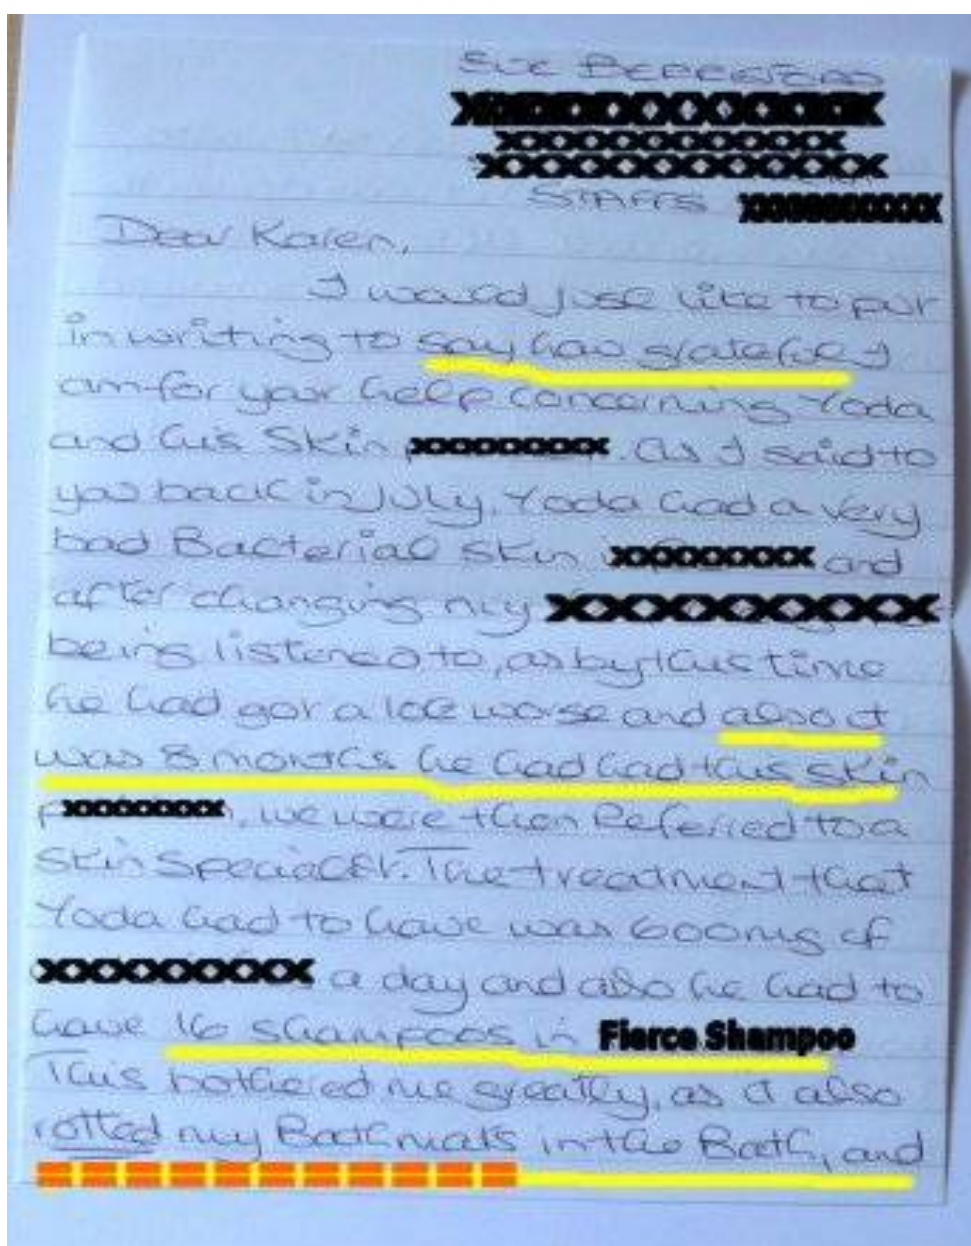 Sue Berresford
Staffs
Dear Karen,
I would just like to put
in writing to say how grateful I
am for your help concerning Yoda
and his Skin . As I said to
you back in July, Yoda had a very
bad Bacterial Skin and
after changing my
being listened to, as by this time
he had got a lot worse and also it
was 8 months he had had this skin
, we were then Referred to a
Skin Specialist. The treatment that
Yoda had to have was 600mg of
a day and also he had to
have 16 shampoos in Fierce Shampoo
This bothered me greatly, as it also
rotted my Bathmats in the Bath, and